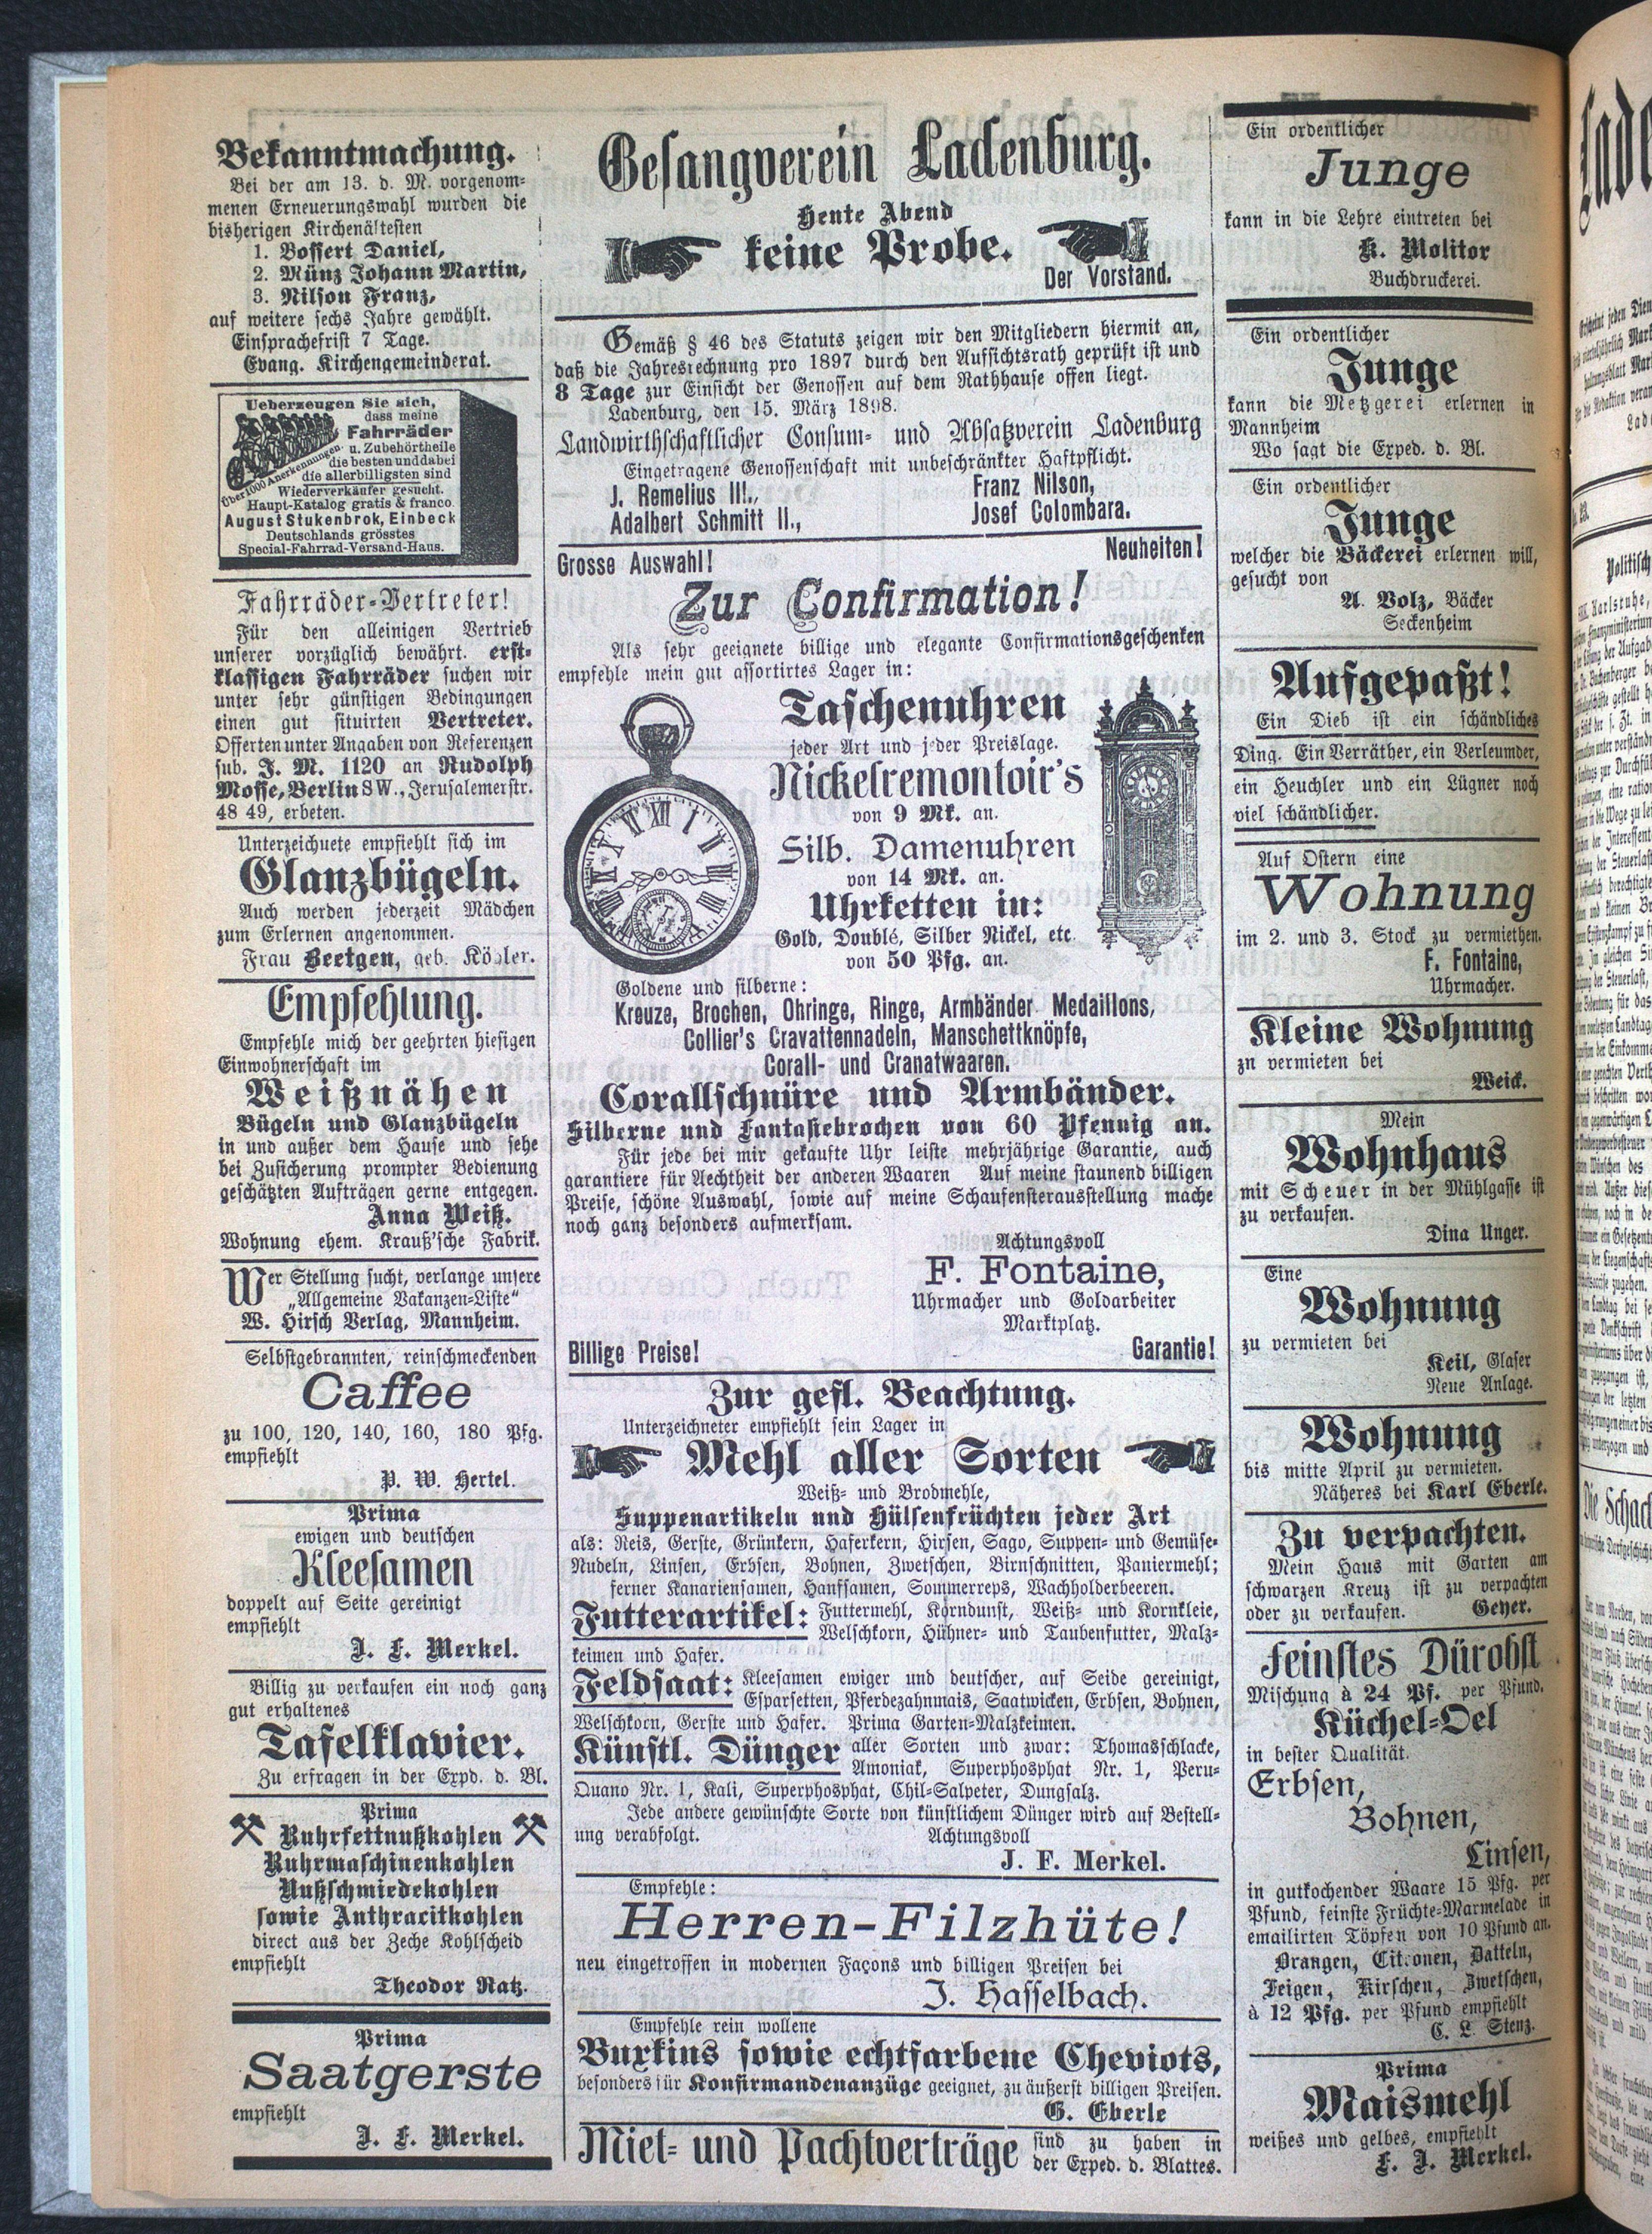 Bekanntmachung.
Bei der am 13. d. M. vorgenom-
menen Erneuerungswahl wurden die
bisherigen Kirchenältesten
1. Bossert Daniel,
2. Münz Johann Martin,
3. Nilson Franz,
auf weitere sechs Jahre gewählt.
Einsprachefrist 7 Tage.
Evang. Kirchengemeinderat.
Ueberzeugen Sie sich,
dass meine
Fahrräder
u. Zubehörtheile
die besten und dabei
die allerbilligsten sind
Über 1000 Anerkennungen.
Wiederverkäufer gesucht.
Haupt-Katalog gratis & franco.
August Stukenbrok, Einbeck
Deutschlands grösstes
Special-Fahrrad-Versand-Haus.
Fahrräder-Vertreter!
Für den alleinigen Vertrieb
unserer vorzüglich bewährt. erst-
klassigen Fahrräder suchen wir
unter sehr günstigen Bedingungen
einen gut situirten Vertreter.
Offerten unter Angaben von Referenzen
sub. J. M. 1120 an Rudolph
Mosse, Berlin SW., Jerusalemerstr.
48 49, erbeten.
Unterzeichnete empfiehlt sich im
Glanzbügeln.
Auch werden jederzeit Mädchen
zum Erlernen angenommen.
Frau Beetgen, geb. Köhler.
Empfehlung.
Empfehle mich der geehrten hiesigen
Einwohnerschaft im
Weißnähen
Bügeln und Glanzbügeln
in und außer dem Hause und sehe
bei Zusicherung prompter Bedienung
geschätzten Aufträgen gerne entgegen.
Anna Weiß.
Wohnung ehem. Krauß'sche Fabrik.
Wer Stellung sucht, verlange unsere
„Allgemeine Vakanzen-Liste“
W. Hirsch Verlag, Mannheim.
Selbstgebrannten, reinschmeckenden
Caffee
zu 100, 120, 140, 160, 180 Pfg.
empfiehlt
P. W. Hertel.
Prima
ewigen und deutschen
Kleesamen
doppelt auf Seite gereinigt
empfiehlt
J. F. Merkel.
Billig zu verkaufen ein noch ganz
gut erhaltenes
Tafelklavier.
Zu erfragen in der Expd. d. Bl.
Prima
Ruhrfettnußkohlen
Ruhrmaschinenkohlen
Nußschmiedekohlen
sowie Anthracitkohlen
direct aus der Zeche Kohlscheid
empfiehlt
Theodor Ratz.
Prima
Saatgerste
empfiehlt
J. F. Merkel.
Gesangverein Ladenburg.
Heute Abend
keine Probe.
Der Vorstand.
Gemäß § 46 des Statuts zeigen wir den Mitgliedern hiermit an,
daß die Jahresrechnung pro 1897 durch den Aufsichtsrath geprüft ist und
8 Tage zur Einsicht der Genossen auf dem Rathhause offen liegt.
Ladenburg, den 15. März 1898.
Landwirthschaftlicher Consum- und Absatzverein Ladenburg
Eingetragene Genossenschaft mit unbeschränkter Haftpflicht.
J. Remelius III., Franz Nilson,
Adalbert Schmitt II., Josef Colombara.
Grosse Auswahl! Neuheiten!
Zur Confirmation!
Als sehr geeignete billige und elegante Confirmationsgeschenken
empfehle mein gut assortirtes Lager in:
Taschenuhren
jeder Art und jeder Preislage.
Nickelremontoir's
von 9 Mk. an.
Silb. Damenuhren
von 14 Mk. an.
Uhrketten in:
Gold, Doublé, Silber Nickel, etc.
von 50 Pfg. an.
Goldene und silberne:
Kreuze, Brochen, Ohringe, Ringe, Armbänder Medaillons,
Collier's Cravattennadeln, Manschettknöpfe,
Corall- und Granatwaaren.
Corallschnüre und Armbänder.
Silberne und Fantasiebrochen von 60 Pfennig an.
Für jede bei mir gekaufte Uhr leiste mehrjährige Garantie, auch
garantiere für Aechtheit der anderen Waaren Auf meine staunend billigen
Preise, schöne Auswahl, sowie auf meine Schaufensterausstellung mache
noch ganz besonders aufmerksam.
Achtungsvoll
F. Fontaine,
Uhrmacher und Goldarbeiter
Marktplatz.
Billige Preise! Garantie!
Zur gefl. Beachtung.
Unterzeichneter empfiehlt sein Lager in
Mehl aller Sorten
Weiß- und Brodmehle,
Suppenartikeln und Hülsenfrüchten jeder Art
als: Reis, Gerste, Grünkern, Haferkern, Hirsen, Sago, Suppen- und Gemüse-
Nudeln, Linsen, Erbsen, Bohnen, Zwetschen, Birnschnitten, Paniermehl;
ferner Kanariensamen, Hanfsamen, Sommerreps, Wachholderbeeren.
Futterartikel: Futtermehl, Korndunst, Weiß- und Kornkleie,
Welschkorn, Hühner- und Taubenfutter, Malz-
keimen und Hafer.
Feldsaat: Kleesamen ewiger und deutscher, auf Seide gereinigt,
Esparsetten, Pferdezahnmais, Saatwicken, Erbsen, Bohnen,
Welschkorn, Gerste und Hafer. Prima Garten-Malzkeimen.
Künstl. Dünger aller Sorten und zwar: Thomasschlacke,
Amoniak, Superphosphat Nr. 1, Peru-
Quano Nr. 1, Kali, Superphosphat, Chil-Salpeter, Dungsalz.
Jede andere gewünschte Sorte von künstlichem Dünger wird auf Bestell-
ung verabfolgt. Achtungsvoll
J. F. Merkel.
Empfehle:
Herren-Filzhüte!
neu eingetroffen in modernen Façons und billigen Preisen bei
J. Hasselbach.
Empfehle rein wollene
Buxkins sowie echtfarbene Cheviots,
besonders für Konfirmandenanzüge geeignet, zu äußerst billigen Preisen.
G. Eberle
Miet- und Pachtverträge sind zu haben in
der Exped. d. Blattes.
Ein ordentlicher
Junge
kann in die Lehre eintreten bei
K. Molitor
Buchdruckerei.
Ein ordentlicher
Junge
kann die Metzgerei erlernen in
Mannheim
Wo sagt die Exped. d. Bl.
Ein ordentlicher
Junge
welcher die Bäckerei erlernen will,
gesucht von
A. Volz, Bäcker
Seckenheim
Aufgepaßt!
Ein Dieb ist ein schändliches
Ding. Ein Verräther, ein Verleumder,
ein Heuchler und ein Lügner noch
viel schändlicher.
Auf Ostern eine
Wohnung
im 2. und 3. Stock zu vermiethen.
F. Fontaine,
Uhrmacher.
Kleine Wohnung
zu vermieten bei
Weick.
Mein
Wohnhaus
mit Scheuer in der Mühlgasse ist
zu verkaufen.
Dina Unger.
Eine
Wohnung
zu vermieten bei
Keil, Glaser
Neue Anlage.
Wohnung
bis mitte April zu vermieten.
Näheres bei Karl Eberle.
Zu verpachten.
Mein Haus mit Garten am
schwarzen Kreuz ist zu verpachten
oder zu verkaufen. Geyer.
Feinstes Dürobst
Mischung à 24 Pf. per Pfund.
Küchel-Oel
in bester Qualität.
Erbsen,
Bohnen,
Linsen,
in gutkochender Waare 15 Pfg. per
Pfund, feinste Früchte-Marmelade in
emailirten Töpfen von 10 Pfund an.
Orangen, Citronen, Datteln,
Feigen, Kirschen, Zwetschen,
à 12 Pfg. per Pfund empfiehlt
C. L. Stenz.
Prima
Maismehl
weißes und gelbes, empfiehlt
F. J. Merkel.